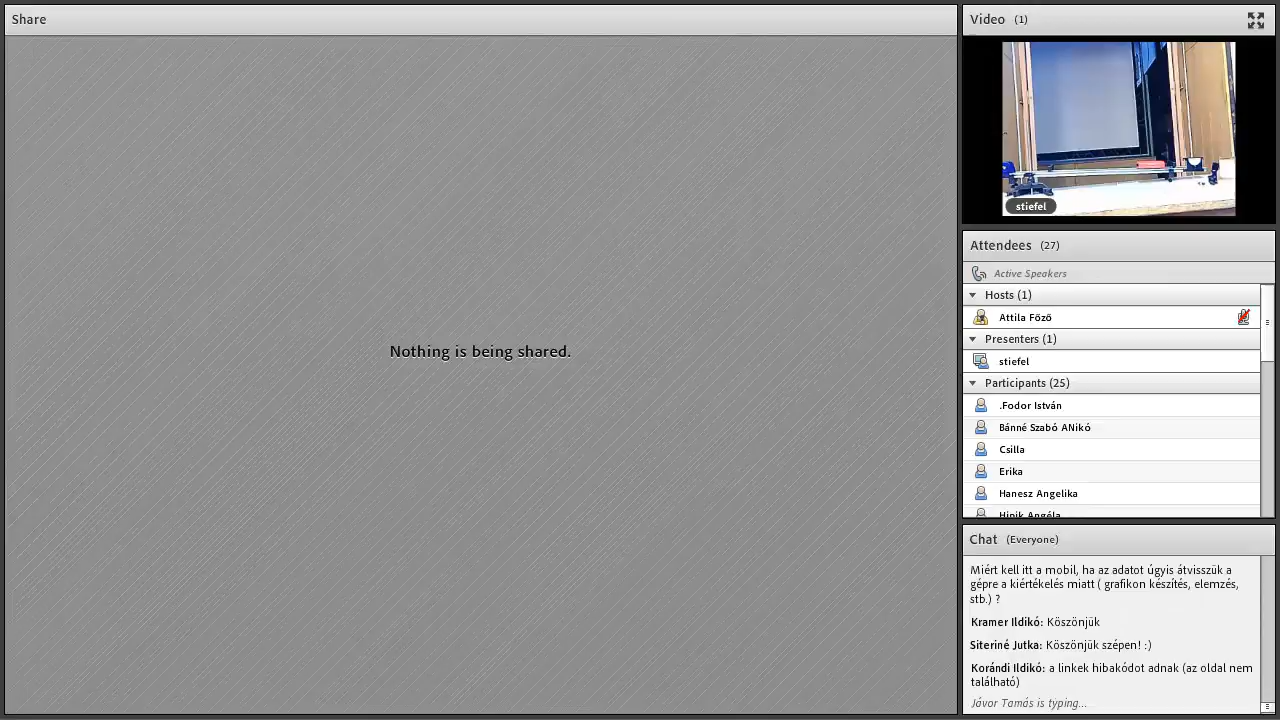 Share
Nothing is being shared.
Video (1)
stiefel
Attendees (27)
Active Speakers
Hosts (1)
Attila Főző
Presenters (1)
stiefel
Participants (25)
.Fodor István
Bánné Szabó ANikó
Csilla
Erika
Hanesz Angelika
Hipik Angéla
Chat (Everyone)
Miért kell itt a mobil, ha az adatot úgyis átvisszük a
gépre a kiértékelés miatt ( grafikon készítés, elemzés,
stb.) ?
Kramer Ildikó: Köszönjük
Siteriné Jutka: Köszönjük szépen! :)
Korándi Ildikó: a linkek hibakódot adnak (az oldal nem
található)
Jávor Tamás is typing...